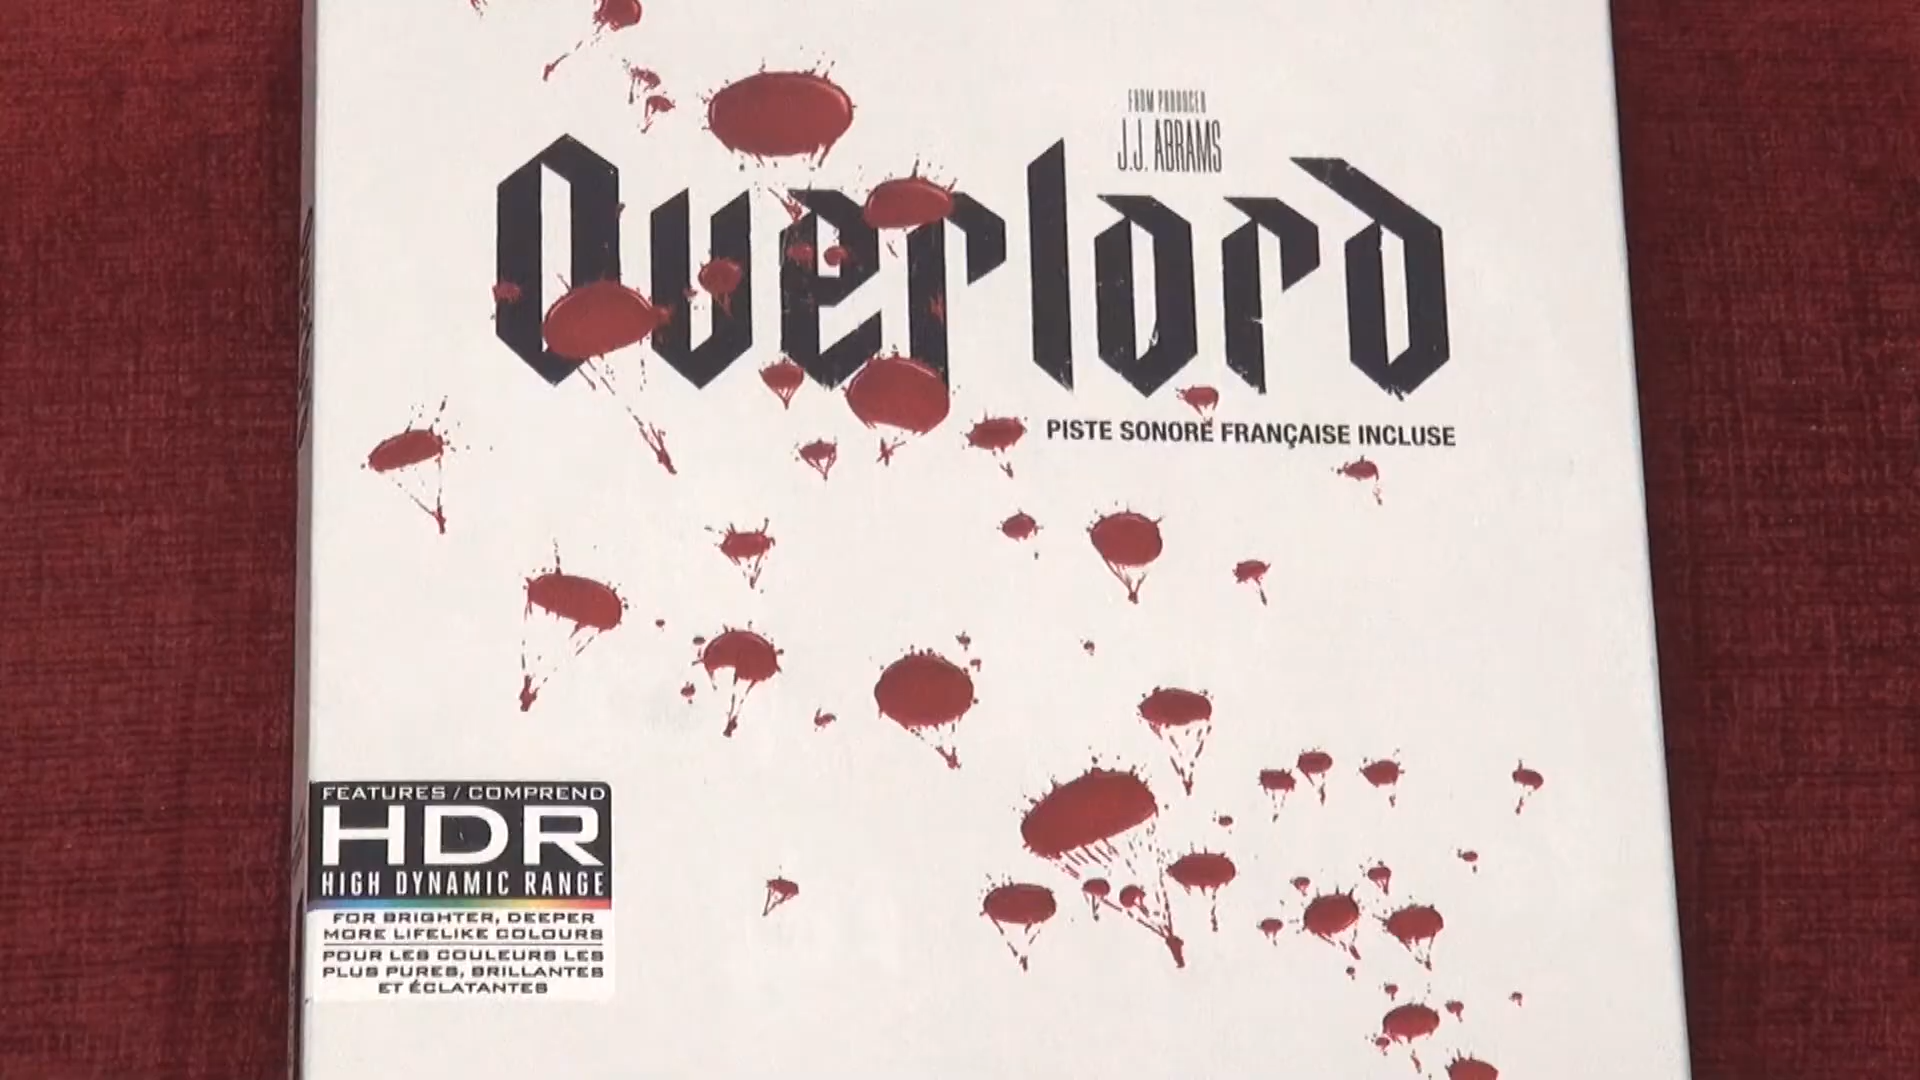 FROM PRODUCER
J.J. ABRAMS
Overlord
PISTE SONORE FRANÇAISE INCLUSE
FEATURES / COMPREND
HDR
HIGH DYNAMIC RANGE
FOR BRIGHTER, DEEPER
MORE LIFELIKE COLOURS
POUR LES COULEURS LES
PLUS PURES, BRILLANTES
ET ÉCLATANTES